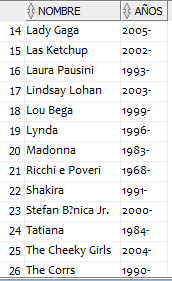 NOMBRE AÑOS
14 Lady Gaga 2005-
15 Las Ketchup 2002-
16 Laura Pausini 1993-
17 Lindsay Lohan 2003-
18 Lou Bega 1999-
19 Lynda 1996-
20 Madonna 1983-
21 Ricchi e Poveri 1968-
22 Shakira 1991-
23 Stefan B?nica Jr. 2000-
24 Tatiana 1984-
25 The Cheeky Girls 2004-
26 The Corrs 1990-